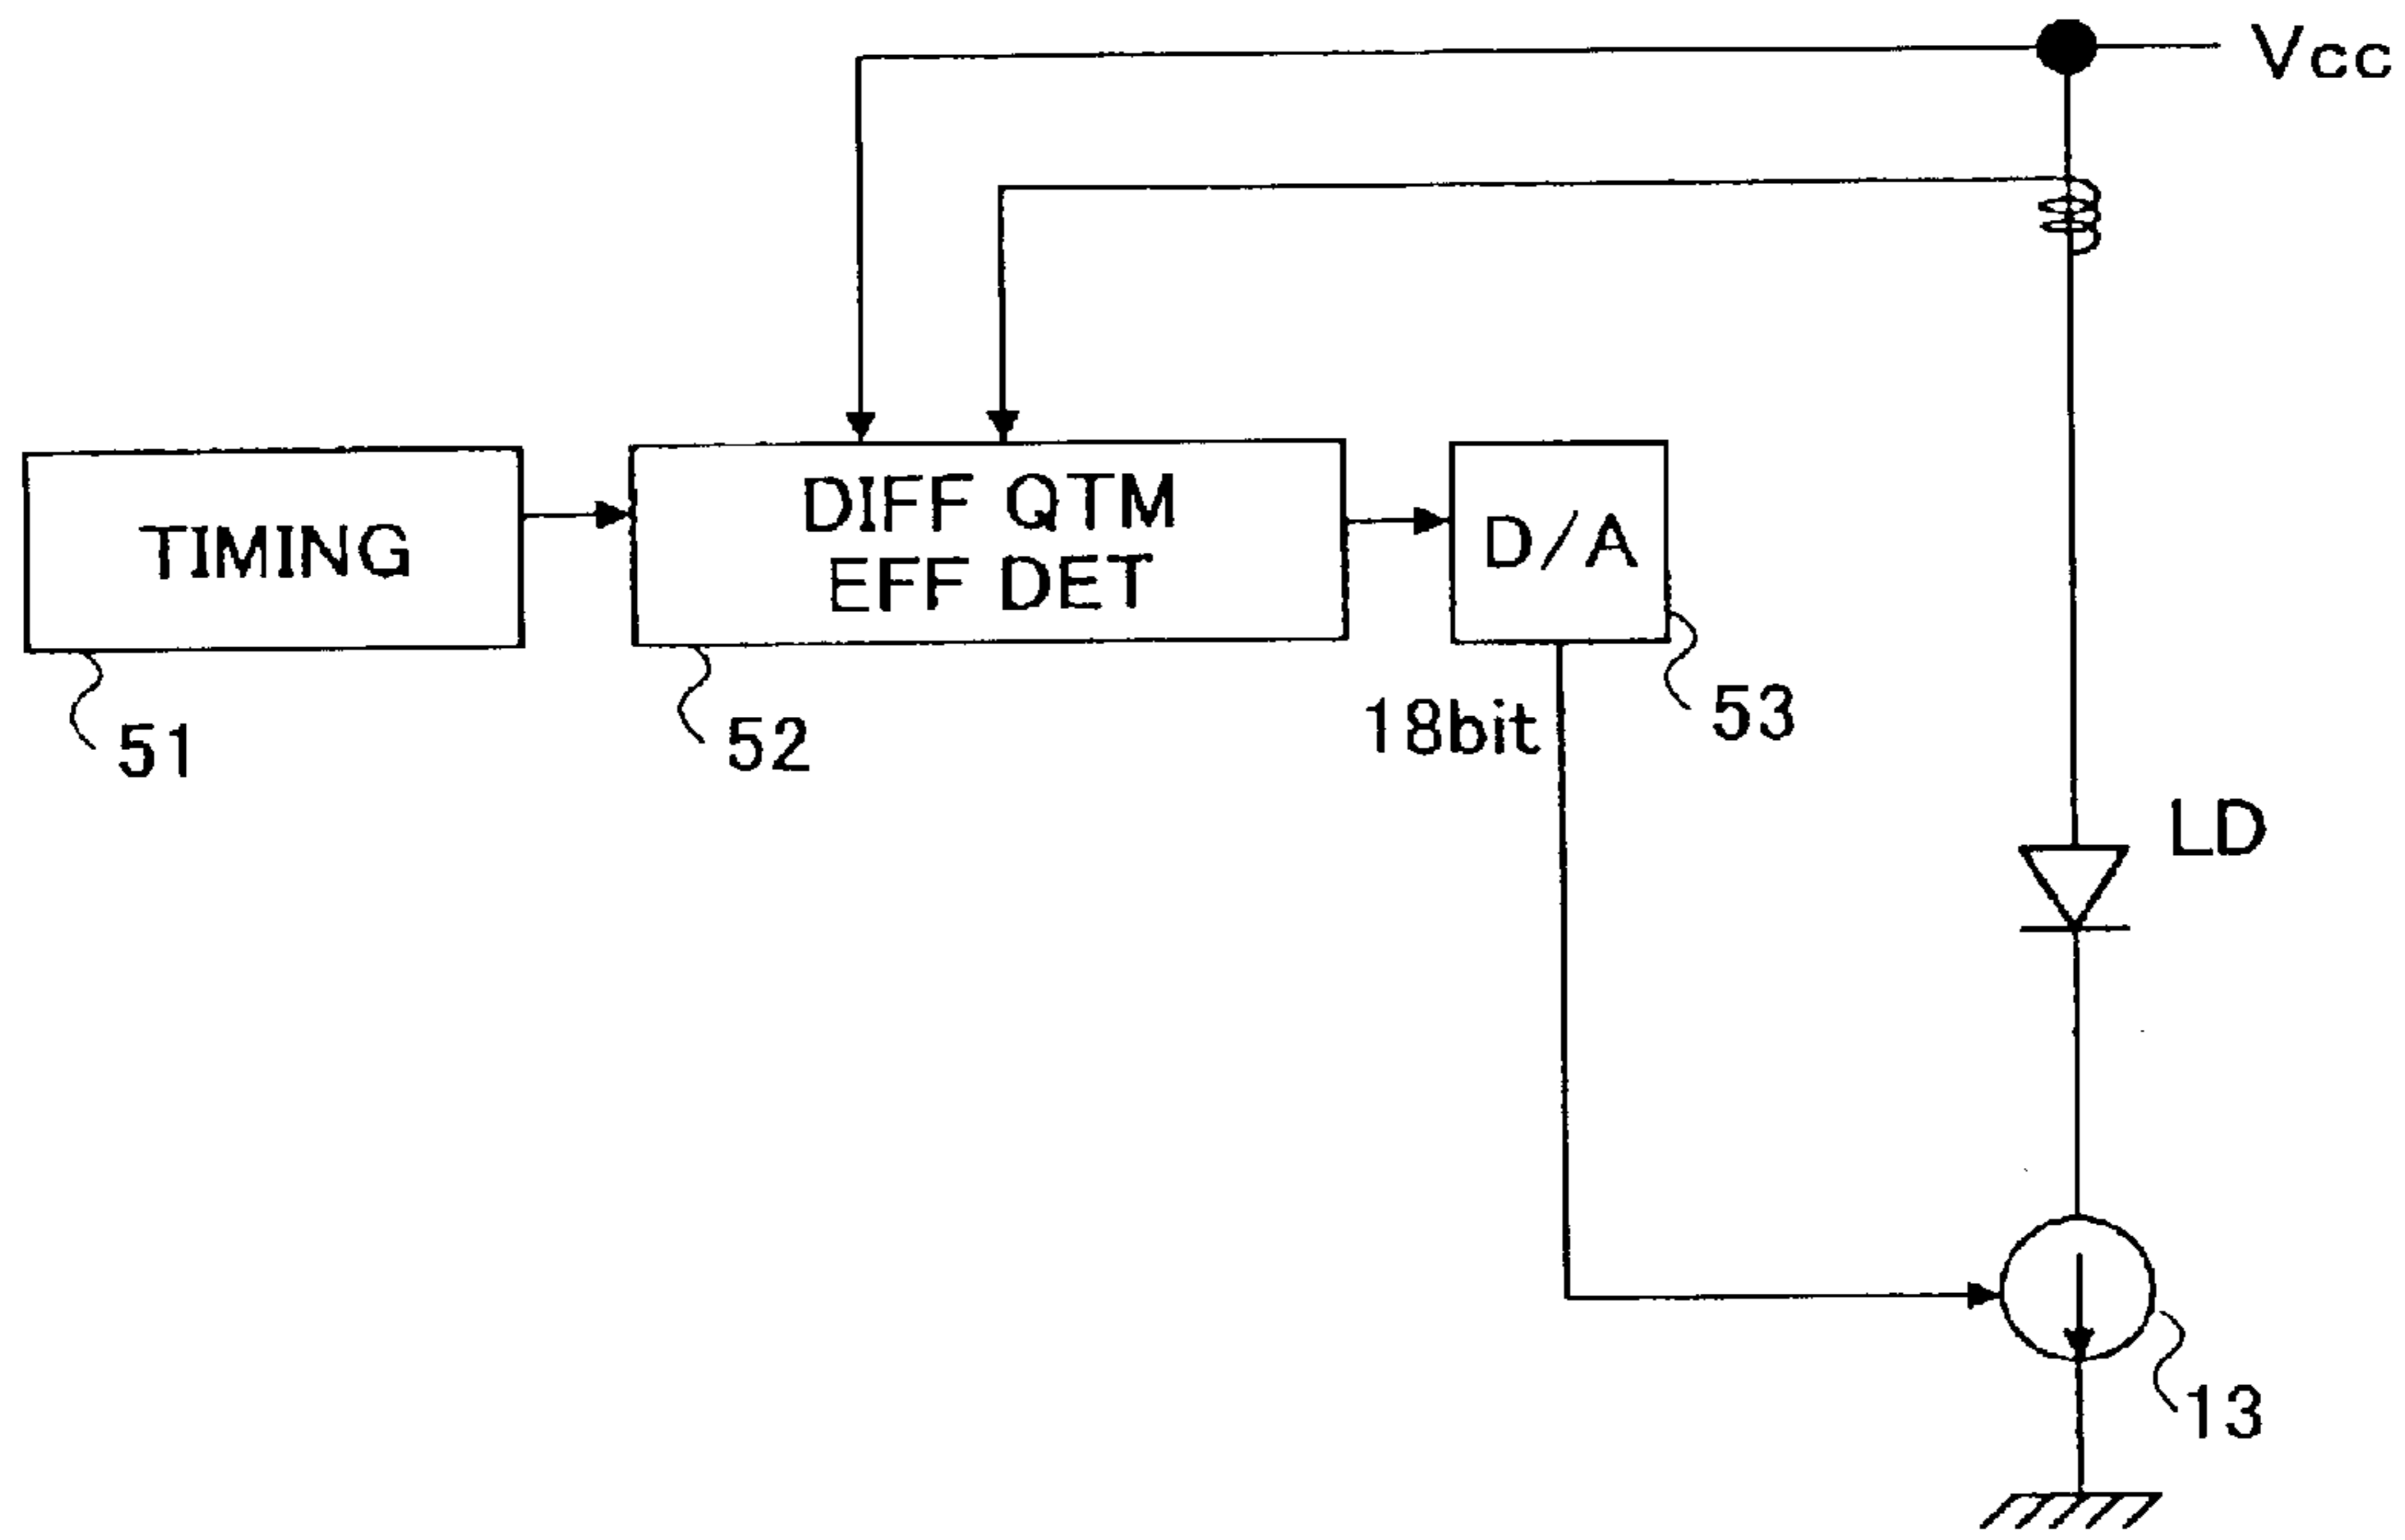 Vcc
TIMING
DIFF QTM
EFF DET
D/A
51
52
18bit
53
LD
13